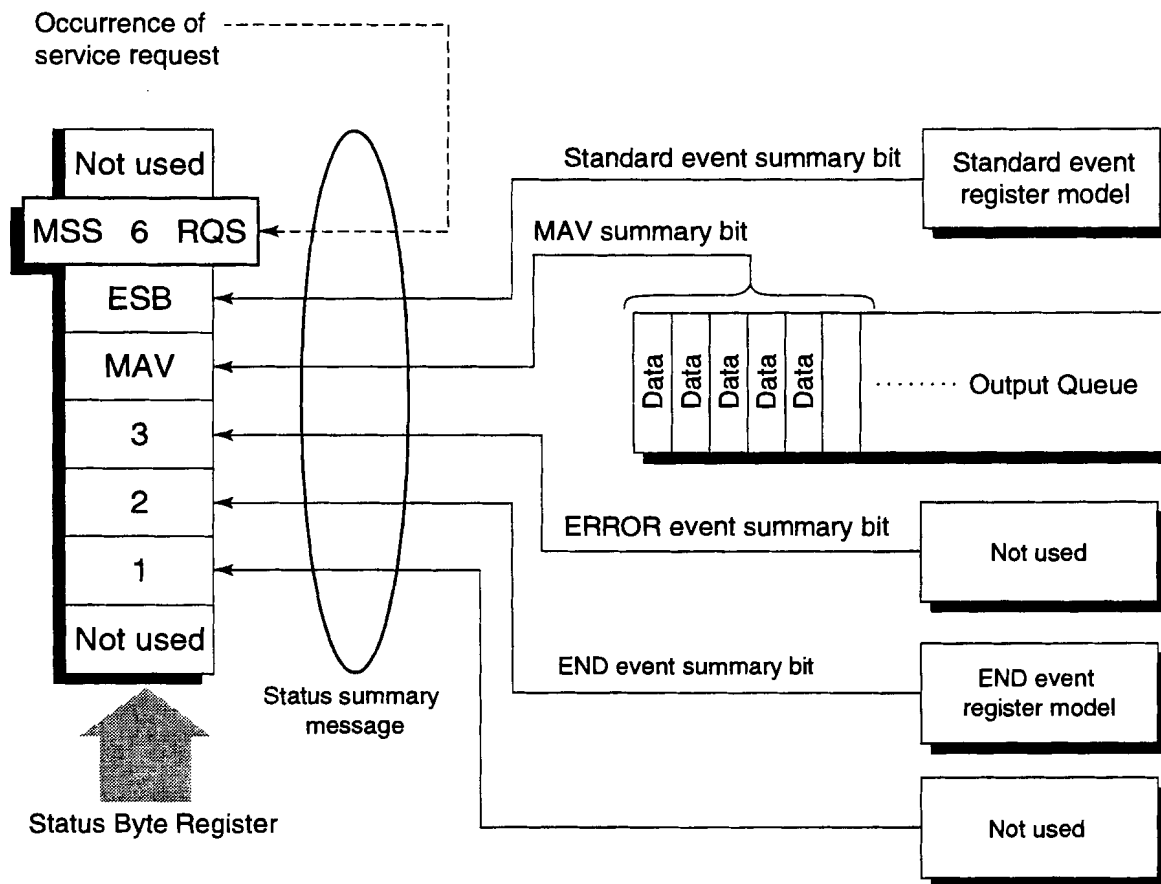 Occurrence of
service request
Not used
MSS 6 RQS
ESB
MAV
3
2
1
Not used
Status Byte Register
Status summary
message
Standard event summary bit
Standard event
register model
MAV summary bit
Data
Data
Data
Data
Data
........ Output Queue
ERROR event summary bit
Not used
END event summary bit
END event
register model
Not used